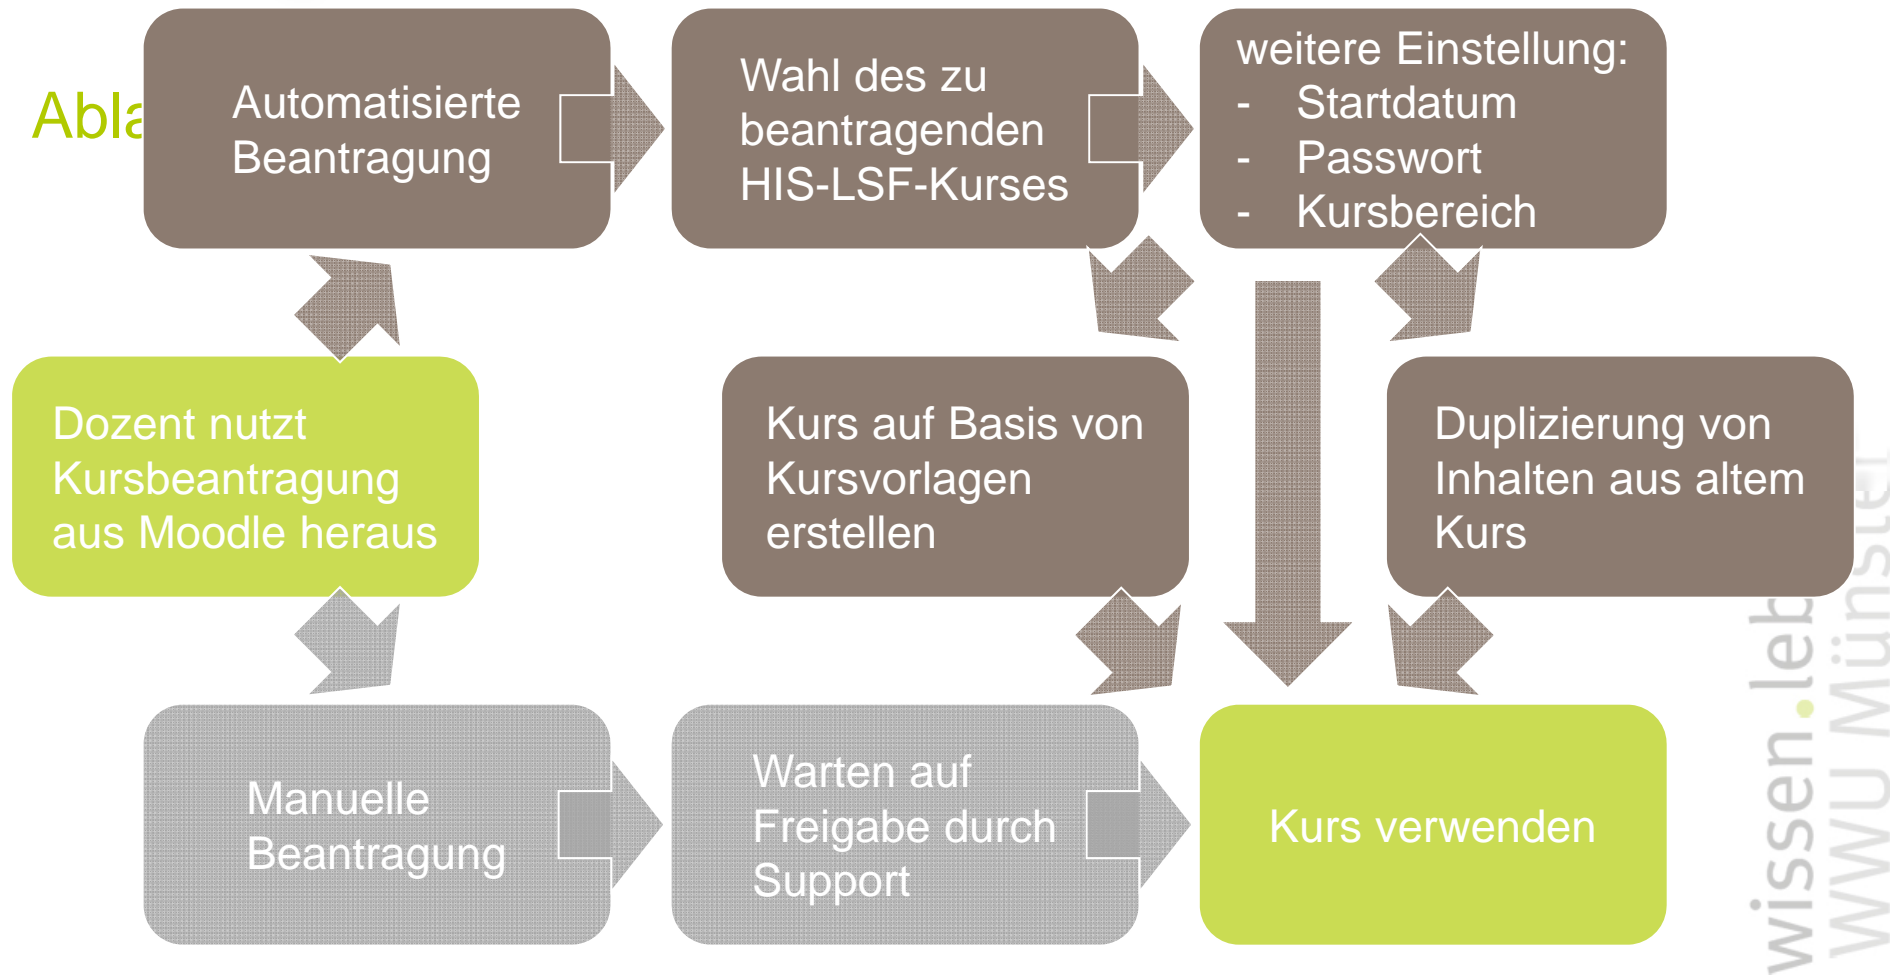 Abla
Automatisierte
Beantragung
Wahl des zu
beantragenden
HIS-LSF-Kurses
weitere Einstellung:
- Startdatum
- Passwort
- Kursbereich
Dozent nutzt
Kursbeantragung
aus Moodle heraus
Kurs auf Basis von
Kursvorlagen
erstellen
Duplizierung von
Inhalten aus altem
Kurs
Manuelle
Beantragung
Warten auf
Freigabe durch
Support
Kurs verwenden
wissen.leb
WWU Münster